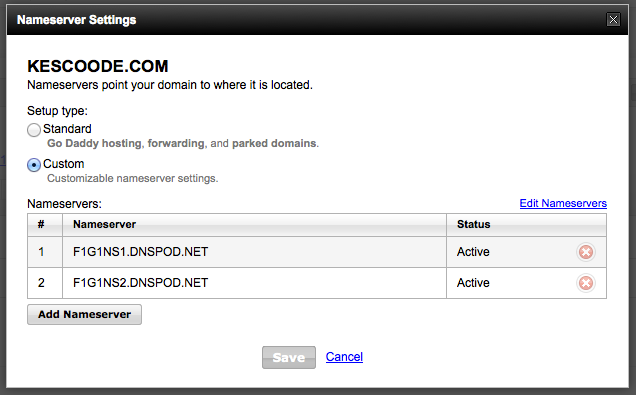 Nameserver Settings
KESCOODE.COM
Nameservers point your domain to where it is located.
Setup type:
Standard
Go Daddy hosting, forwarding, and parked domains.
Custom
Customizable nameserver settings.
Nameservers: Edit Nameservers
# Nameserver Status
1 F1G1NS1.DNSPOD.NET Active
2 F1G1NS2.DNSPOD.NET Active
Add Nameserver
Save Cancel